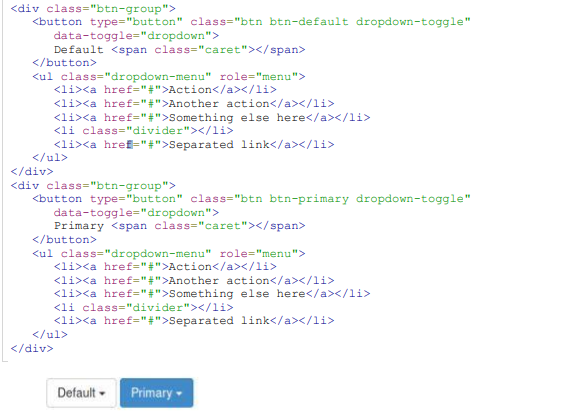 <div class="btn-group">
<button type="button" class="btn btn-default dropdown-toggle"
data-toggle="dropdown">
Default <span class="caret"></span>
</button>
<ul class="dropdown-menu" role="menu">
<li><a href="#">Action</a></li>
<li><a href="#">Another action</a></li>
<li><a href="#">Something else here</a></li>
<li class="divider"></li>
<li><a href="#">Separated link</a></li>
</ul>
</div>
<div class="btn-group">
<button type="button" class="btn btn-primary dropdown-toggle"
data-toggle="dropdown">
Primary <span class="caret"></span>
</button>
<ul class="dropdown-menu" role="menu">
<li><a href="#">Action</a></li>
<li><a href="#">Another action</a></li>
<li><a href="#">Something else here</a></li>
<li class="divider"></li>
<li><a href="#">Separated link</a></li>
</ul>
</div>
Default Primary